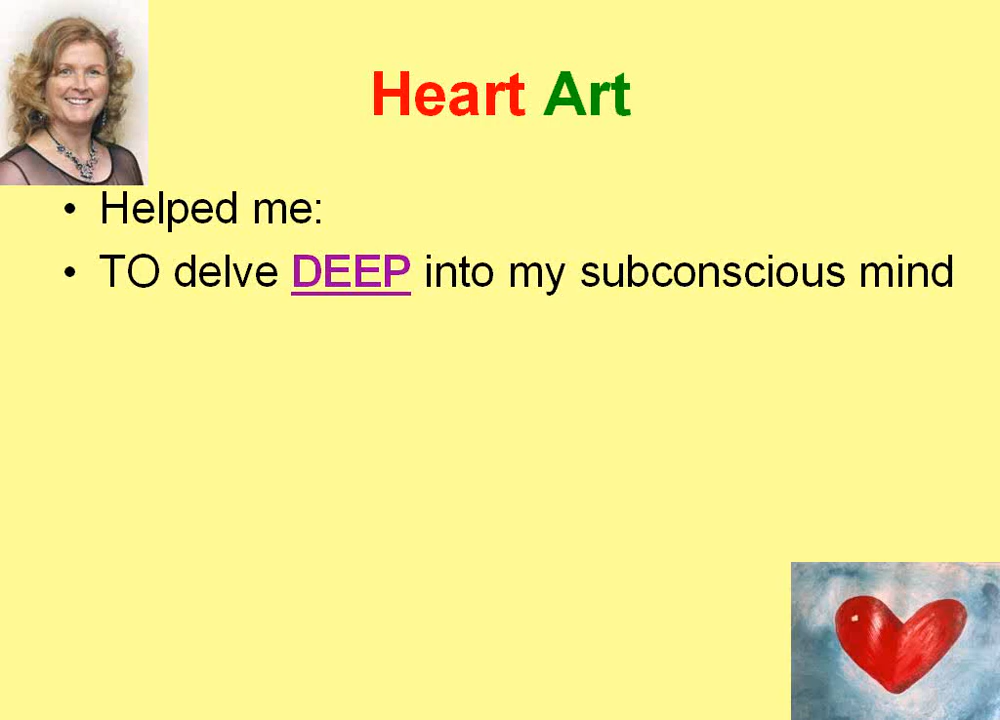 Heart Art
• Helped me:
• TO delve DEEP into my subconscious mind